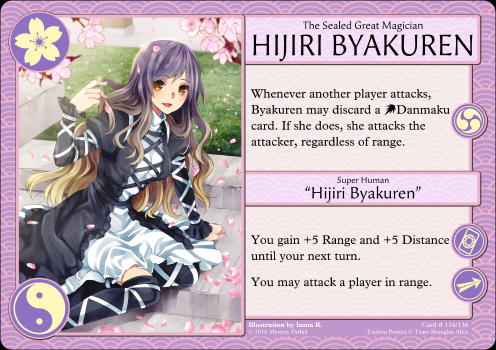 The Sealed Great Magician
HIJIRI BYAKUREN
Whenever another player attacks,
Byakuren may discard a Danmaku
card. If she does, she attacks the
attacker, regardless of range.
Super Human
"Hijiri Byakuren"
You gain +5 Range and +5 Distance
until your next turn.
You may attack a player in range.
Illustration by Inma R.
© 2016 Mystery Parfait
Card # 116/136
Touhou Project © Team Shanghai Alice